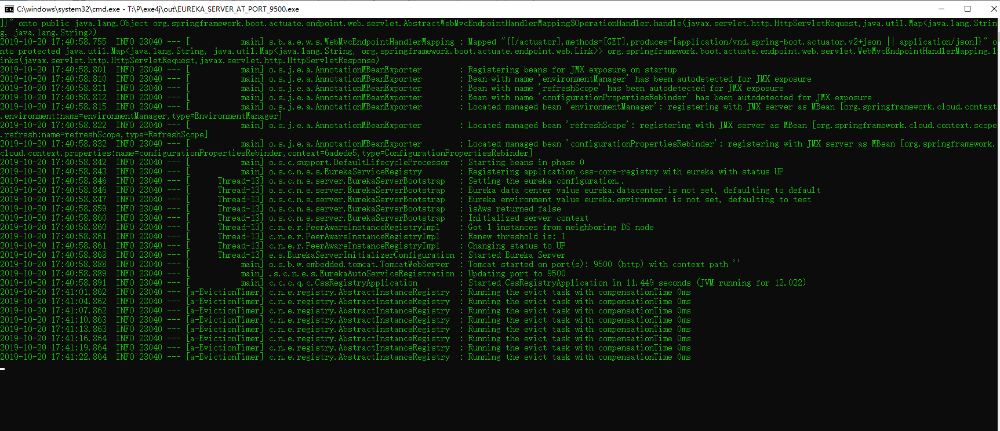 C:\windows\system32\cmd.exe - T:\P\exe4j\out\EUREKA_SERVER_AT_PORT_9500.exe
]}" onto public java.lang.Object org.springframework.boot.actuate.endpoint.web.servlet.AbstractWebMvcEndpointHandlerMapping$OperationHandler.handle(javax.servlet.http.HttpServletRequest,java.util.Map<java.lang.Strin
g, java.lang.String>)
2019-10-20 17:40:58.755  INFO 23040 --- [           main] s.b.a.e.w.s.WebMvcEndpointHandlerMapping : Mapped "{[/actuator],methods=[GET],produces=[application/vnd.spring-boot.actuator.v2+json || application/json]}" o
nto protected java.util.Map<java.lang.String, java.util.Map<java.lang.String, org.springframework.boot.actuate.endpoint.web.Link>> org.springframework.boot.actuate.endpoint.web.servlet.WebMvcEndpointHandlerMapping.l
inks(javax.servlet.http.HttpServletRequest,javax.servlet.http.HttpServletResponse)
2019-10-20 17:40:58.801  INFO 23040 --- [           main] o.s.j.e.a.AnnotationMBeanExporter        : Registering beans for JMX exposure on startup
2019-10-20 17:40:58.810  INFO 23040 --- [           main] o.s.j.e.a.AnnotationMBeanExporter        : Bean with name 'environmentManager' has been autodetected for JMX exposure
2019-10-20 17:40:58.811  INFO 23040 --- [           main] o.s.j.e.a.AnnotationMBeanExporter        : Bean with name 'refreshScope' has been autodetected for JMX exposure
2019-10-20 17:40:58.812  INFO 23040 --- [           main] o.s.j.e.a.AnnotationMBeanExporter        : Bean with name 'configurationPropertiesRebinder' has been autodetected for JMX exposure
2019-10-20 17:40:58.815  INFO 23040 --- [           main] o.s.j.e.a.AnnotationMBeanExporter        : Located managed bean 'environmentManager': registering with JMX server as MBean [org.springframework.cloud.context
.environment:name=environmentManager,type=EnvironmentManager]
2019-10-20 17:40:58.822  INFO 23040 --- [           main] o.s.j.e.a.AnnotationMBeanExporter        : Located managed bean 'refreshScope': registering with JMX server as MBean [org.springframework.cloud.context.scope
.refresh:name=refreshScope,type=RefreshScope]
2019-10-20 17:40:58.832  INFO 23040 --- [           main] o.s.j.e.a.AnnotationMBeanExporter        : Located managed bean 'configurationPropertiesRebinder': registering with JMX server as MBean [org.springframework.
cloud.context.properties:name=configurationPropertiesRebinder,context=6adede5,type=ConfigurationPropertiesRebinder]
2019-10-20 17:40:58.842  INFO 23040 --- [           main] o.s.c.support.DefaultLifecycleProcessor  : Starting beans in phase 0
2019-10-20 17:40:58.843  INFO 23040 --- [           main] o.s.c.n.e.s.EurekaServiceRegistry        : Registering application css-core-registry with eureka with status UP
2019-10-20 17:40:58.846  INFO 23040 --- [      Thread-13] o.s.c.n.e.server.EurekaServerBootstrap   : Setting the eureka configuration..
2019-10-20 17:40:58.846  INFO 23040 --- [      Thread-13] o.s.c.n.e.server.EurekaServerBootstrap   : Eureka data center value eureka.datacenter is not set, defaulting to default
2019-10-20 17:40:58.847  INFO 23040 --- [      Thread-13] o.s.c.n.e.server.EurekaServerBootstrap   : Eureka environment value eureka.environment is not set, defaulting to test
2019-10-20 17:40:58.859  INFO 23040 --- [      Thread-13] o.s.c.n.e.server.EurekaServerBootstrap   : isAws returned false
2019-10-20 17:40:58.860  INFO 23040 --- [      Thread-13] o.s.c.n.e.server.EurekaServerBootstrap   : Initialized server context
2019-10-20 17:40:58.860  INFO 23040 --- [      Thread-13] c.n.e.r.PeerAwareInstanceRegistryImpl    : Got 1 instances from neighboring DS node
2019-10-20 17:40:58.861  INFO 23040 --- [      Thread-13] c.n.e.r.PeerAwareInstanceRegistryImpl    : Renew threshold is: 1
2019-10-20 17:40:58.861  INFO 23040 --- [      Thread-13] c.n.e.r.PeerAwareInstanceRegistryImpl    : Changing status to UP
2019-10-20 17:40:58.868  INFO 23040 --- [      Thread-13] e.s.EurekaServerInitializerConfiguration : Started Eureka Server
2019-10-20 17:40:58.888  INFO 23040 --- [           main] o.s.b.w.embedded.tomcat.TomcatWebServer  : Tomcat started on port(s): 9500 (http) with context path ''
2019-10-20 17:40:58.889  INFO 23040 --- [           main] .s.c.n.e.s.EurekaAutoServiceRegistration : Updating port to 9500
2019-10-20 17:40:58.891  INFO 23040 --- [           main] c.c.c.q.c.CssRegistryApplication         : Started CssRegistryApplication in 11.449 seconds (JVM running for 12.022)
2019-10-20 17:41:01.862  INFO 23040 --- [a-EvictionTimer] c.n.e.registry.AbstractInstanceRegistry  : Running the evict task with compensationTime 0ms
2019-10-20 17:41:04.862  INFO 23040 --- [a-EvictionTimer] c.n.e.registry.AbstractInstanceRegistry  : Running the evict task with compensationTime 0ms
2019-10-20 17:41:07.862  INFO 23040 --- [a-EvictionTimer] c.n.e.registry.AbstractInstanceRegistry  : Running the evict task with compensationTime 0ms
2019-10-20 17:41:10.863  INFO 23040 --- [a-EvictionTimer] c.n.e.registry.AbstractInstanceRegistry  : Running the evict task with compensationTime 0ms
2019-10-20 17:41:13.863  INFO 23040 --- [a-EvictionTimer] c.n.e.registry.AbstractInstanceRegistry  : Running the evict task with compensationTime 0ms
2019-10-20 17:41:16.864  INFO 23040 --- [a-EvictionTimer] c.n.e.registry.AbstractInstanceRegistry  : Running the evict task with compensationTime 0ms
2019-10-20 17:41:19.864  INFO 23040 --- [a-EvictionTimer] c.n.e.registry.AbstractInstanceRegistry  : Running the evict task with compensationTime 0ms
2019-10-20 17:41:22.864  INFO 23040 --- [a-EvictionTimer] c.n.e.registry.AbstractInstanceRegistry  : Running the evict task with compensationTime 0ms